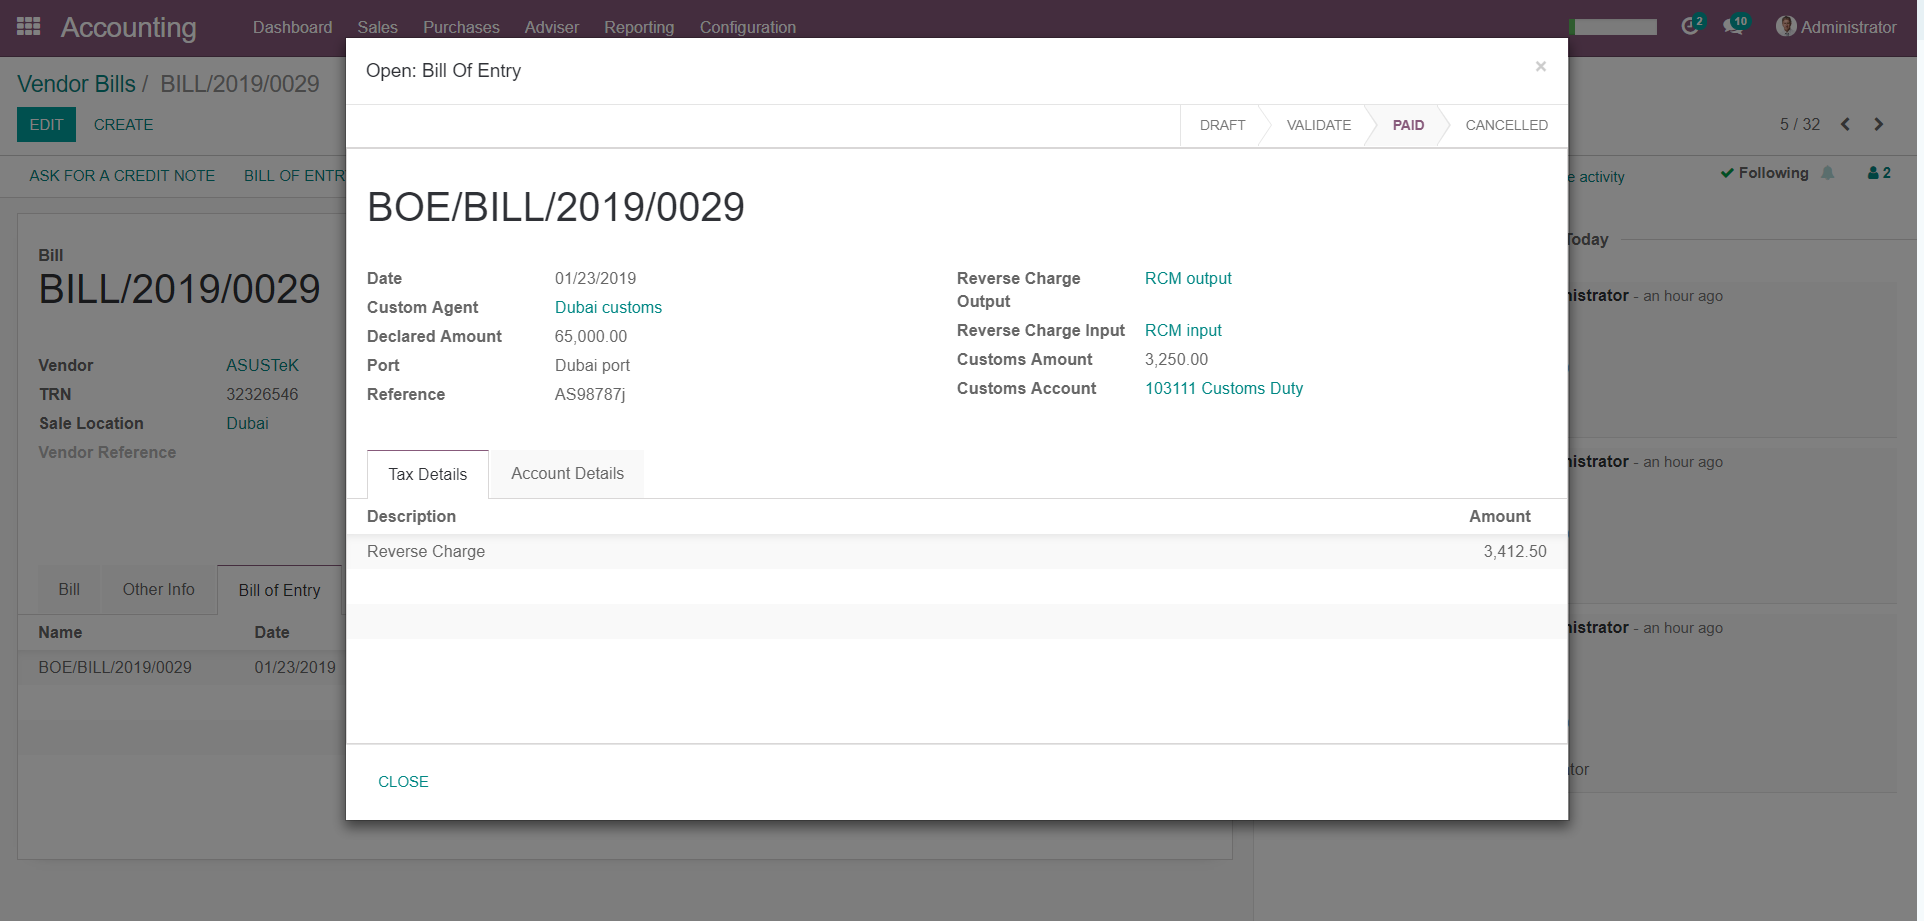 Accounting
Dashboard Sales Purchases Adviser Reporting Configuration
2 10 Administrator
Vendor Bills / BILL/2019/0029
EDIT CREATE
5 / 32
ASK FOR A CREDIT NOTE BILL OF ENTR
e activity
Following 2
Bill
BILL/2019/0029
Vendor ASUSTeK
TRN 32326546
Sale Location Dubai
Vendor Reference
Bill Other Info Bill of Entry
Name Date
BOE/BILL/2019/0029 01/23/2019
Open: Bill Of Entry ×
DRAFT VALIDATE PAID CANCELLED
BOE/BILL/2019/0029
Date 01/23/2019
Custom Agent Dubai customs
Declared Amount 65,000.00
Port Dubai port
Reference AS98787j
Reverse Charge
Output RCM output
Reverse Charge Input RCM input
Customs Amount 3,250.00
Customs Account 103111 Customs Duty
Tax Details Account Details
Description Amount
Reverse Charge 3,412.50
CLOSE
Today
nistrator - an hour ago
nistrator - an hour ago
nistrator - an hour ago
tor